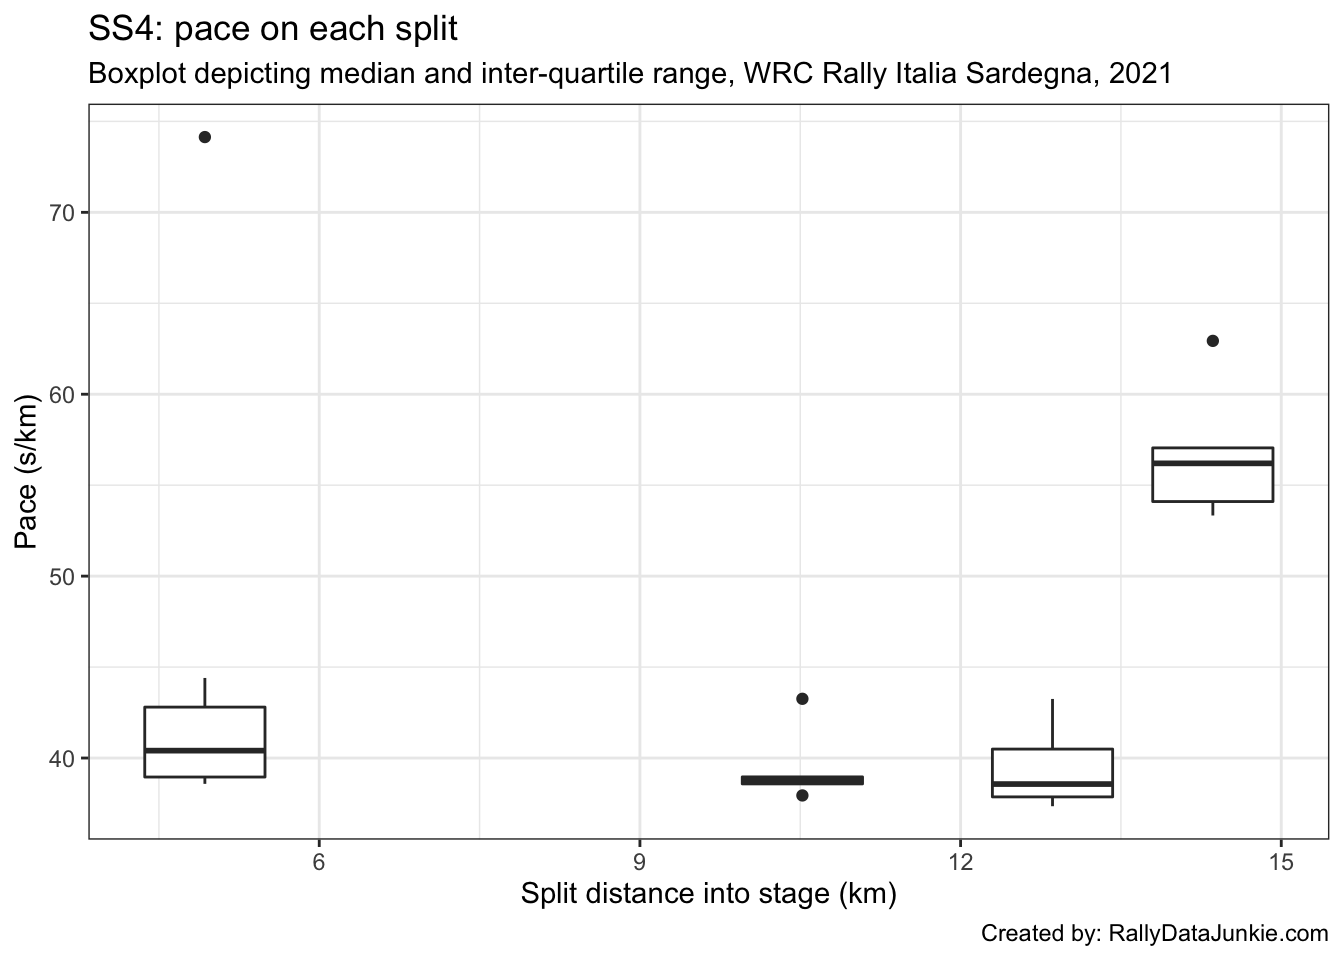 SS4: pace on each split
Boxplot depicting median and inter-quartile range, WRC Rally Italia Sardegna, 2021
70
60
50
40
Pace (s/km)
6 9 12 15
Split distance into stage (km)
Created by: RallyDataJunkie.com